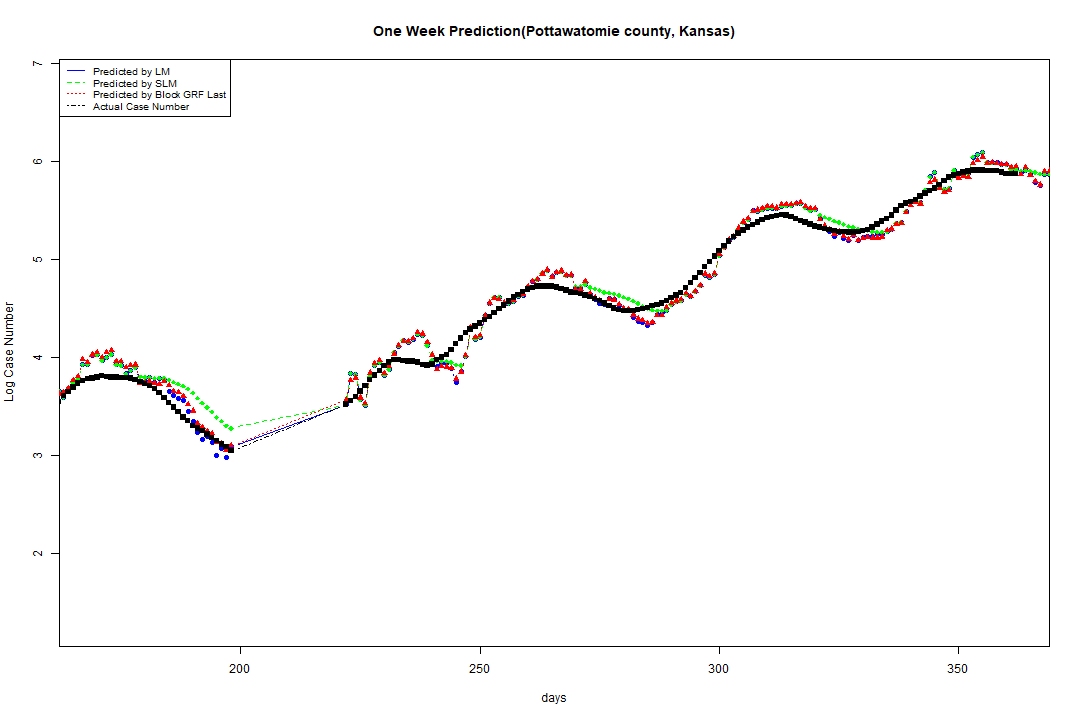 One Week Prediction(Pottawatomie county, Kansas)
Predicted by LM
Predicted by SLM
Predicted by Block GRF Last
Actual Case Number
7
6
5
4
3
2
Log Case Number
200 250 300 350
days